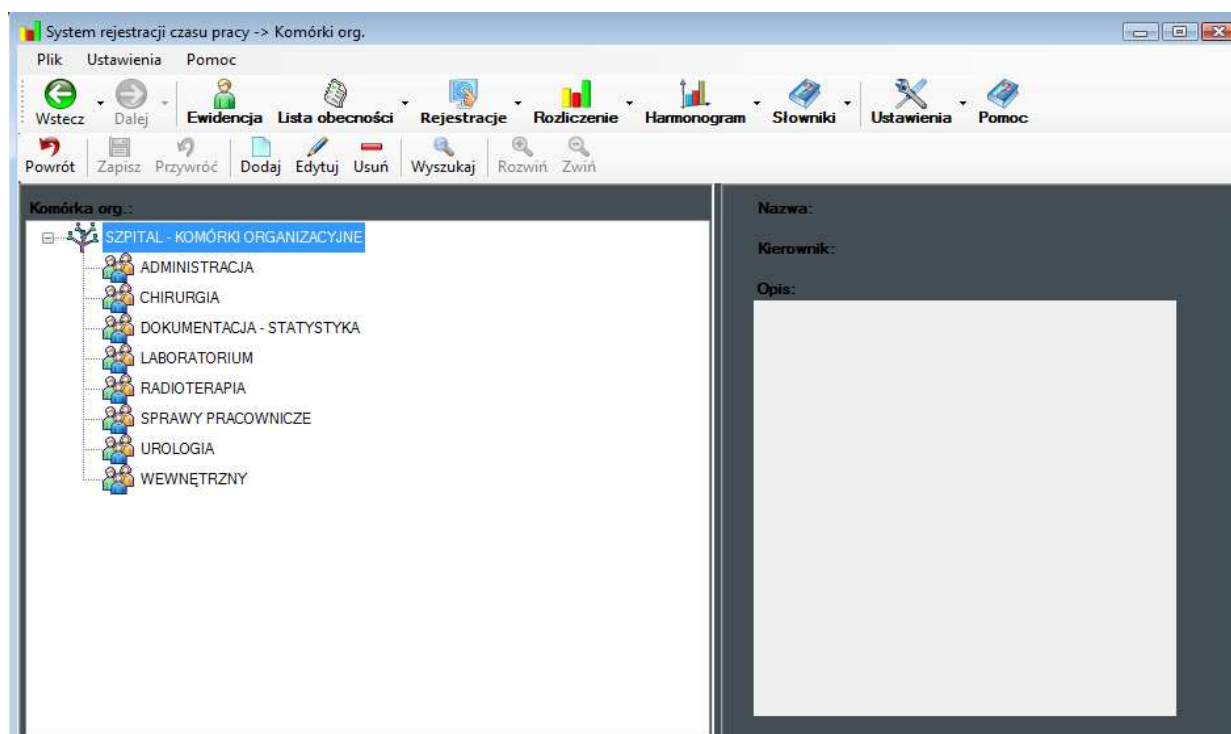 System rejestracji czasu pracy -> Komórki org.
Plik Ustawienia Pomoc
Wstecz Dalej Ewidencja Lista obecności Rejestracje Rozliczenie Harmonogram Słowniki Ustawienia Pomoc
Powrót Zapisz Przywróć Dodaj Edytuj Usuń Wyszukaj Rozwiń Zwiń
Komórka org.:
SZPITAL - KOMÓRKI ORGANIZACYJNE
ADMINISTRACJA
CHIRURGIA
DOKUMENTACJA - STATYSTYKA
LABORATORIUM
RADIOTERAPIA
SPRAWY PRACOWNICZE
UROLOGIA
WEWNĘTRZNY
Nazwa:
Kierownik:
Opis: